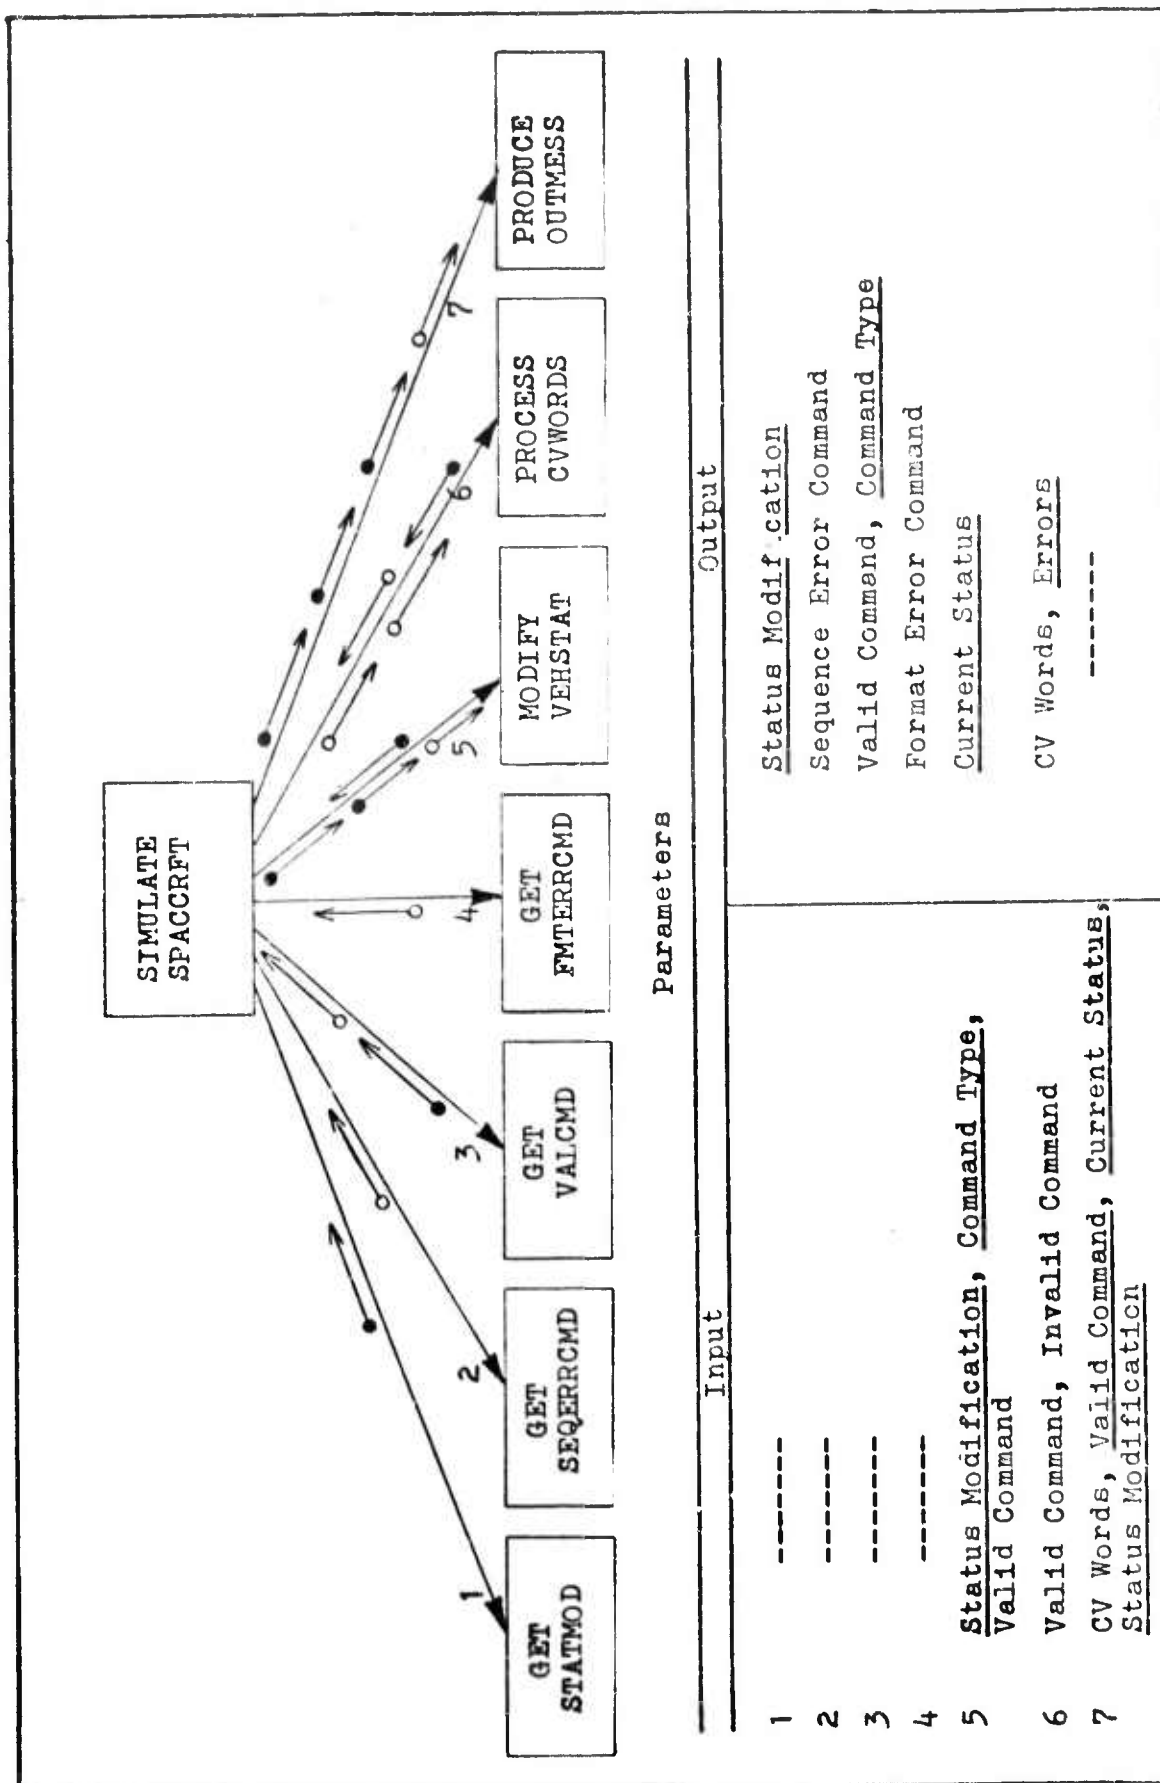 SIMULATE
SPACCRFT
1
2
3
4
5
6
7
GET
STATMOD
GET
SEQERRCMD
GET
VALCMD
GET
FMTERRCMD
MODIFY
VEHSTAT
PROCESS
CVWORDS
PRODUCE
OUTMESS
Parameters
Input Output
1 ------ Status Modif.cation
2 ------ Sequence Error Command
3 ------ Valid Command, Command Type
4 ------ Format Error Command
5 Status Modification, Command Type, Current Status
Valid Command
6 Valid Command, Invalid Command CV Words, Errors
7 CV Words, Valid Command, Current Status, ------
Status Modification